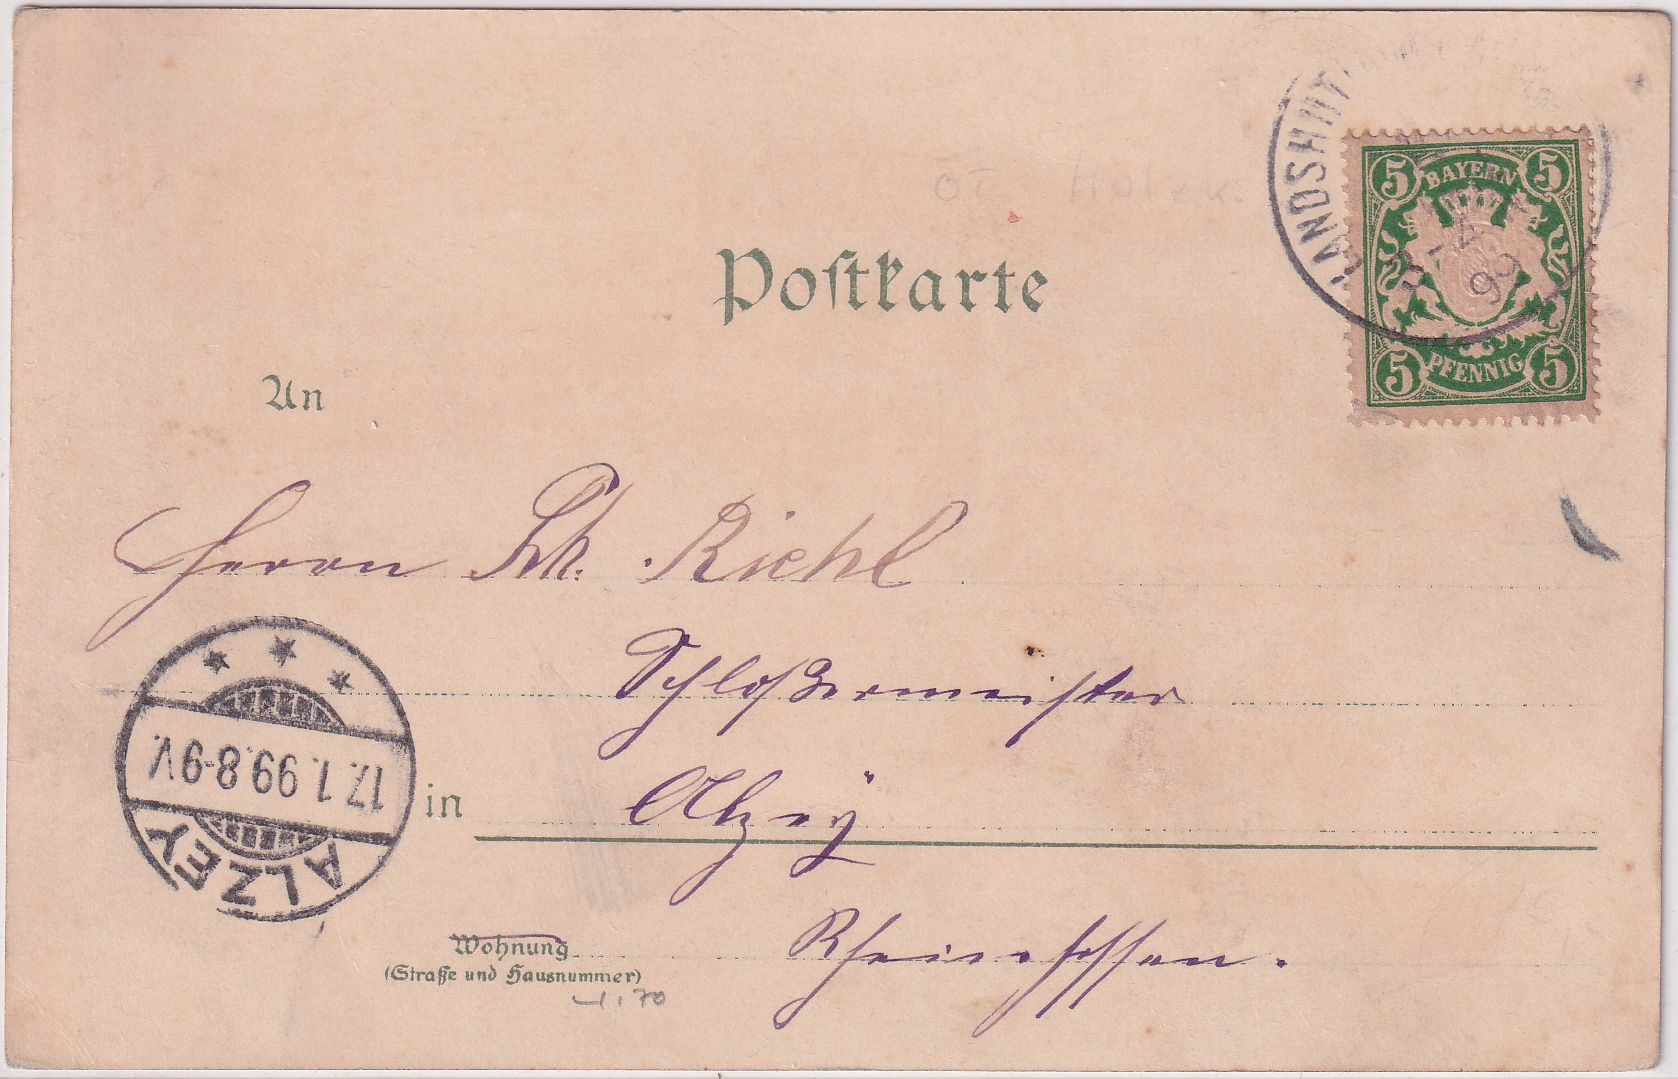 Postkarte
LANDSHUT
99
5 BAYERN 5
5 PFENNIG 5
An
Herrn Ph. Riehl
Schloßermeister
in Alzey
17.1.99.8-9V.
ALZEY
Wohnung
(Straße und Hausnummer)
Rheinhessen.